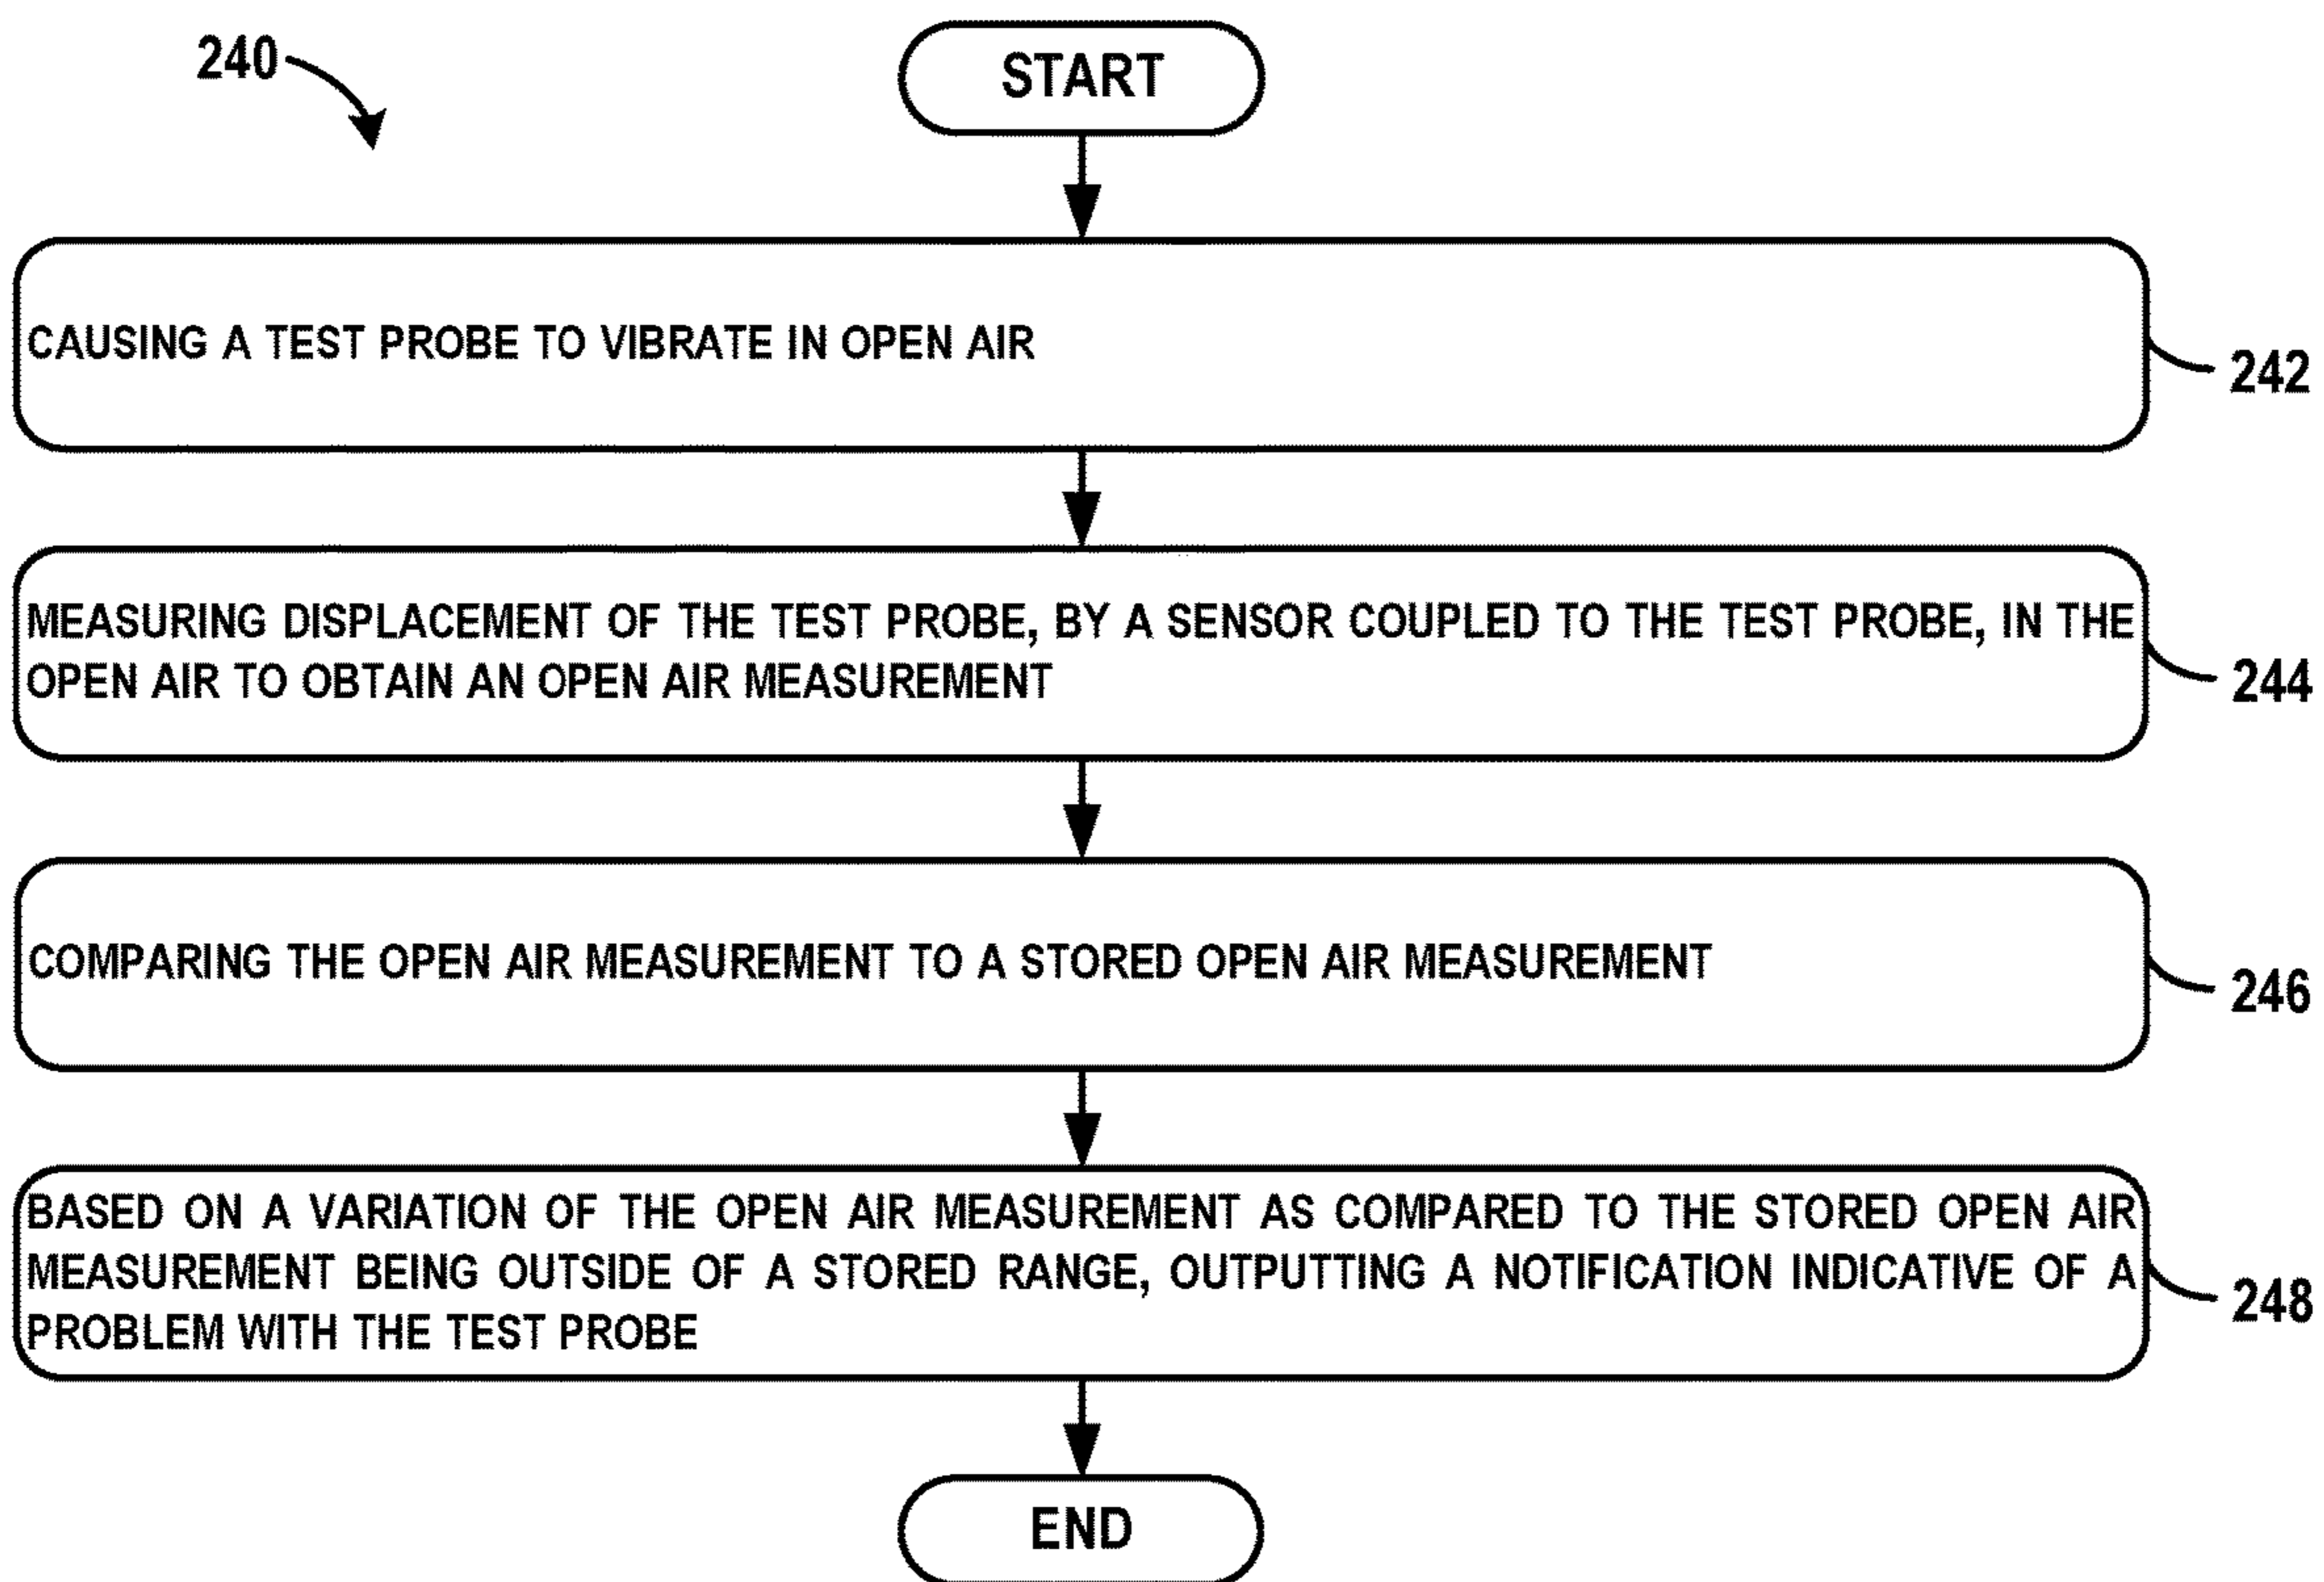 240
START
CAUSING A TEST PROBE TO VIBRATE IN OPEN AIR
242
MEASURING DISPLACEMENT OF THE TEST PROBE, BY A SENSOR COUPLED TO THE TEST PROBE, IN THE
OPEN AIR TO OBTAIN AN OPEN AIR MEASUREMENT
244
COMPARING THE OPEN AIR MEASUREMENT TO A STORED OPEN AIR MEASUREMENT
246
BASED ON A VARIATION OF THE OPEN AIR MEASUREMENT AS COMPARED TO THE STORED OPEN AIR
MEASUREMENT BEING OUTSIDE OF A STORED RANGE, OUTPUTTING A NOTIFICATION INDICATIVE OF A
PROBLEM WITH THE TEST PROBE
248
END